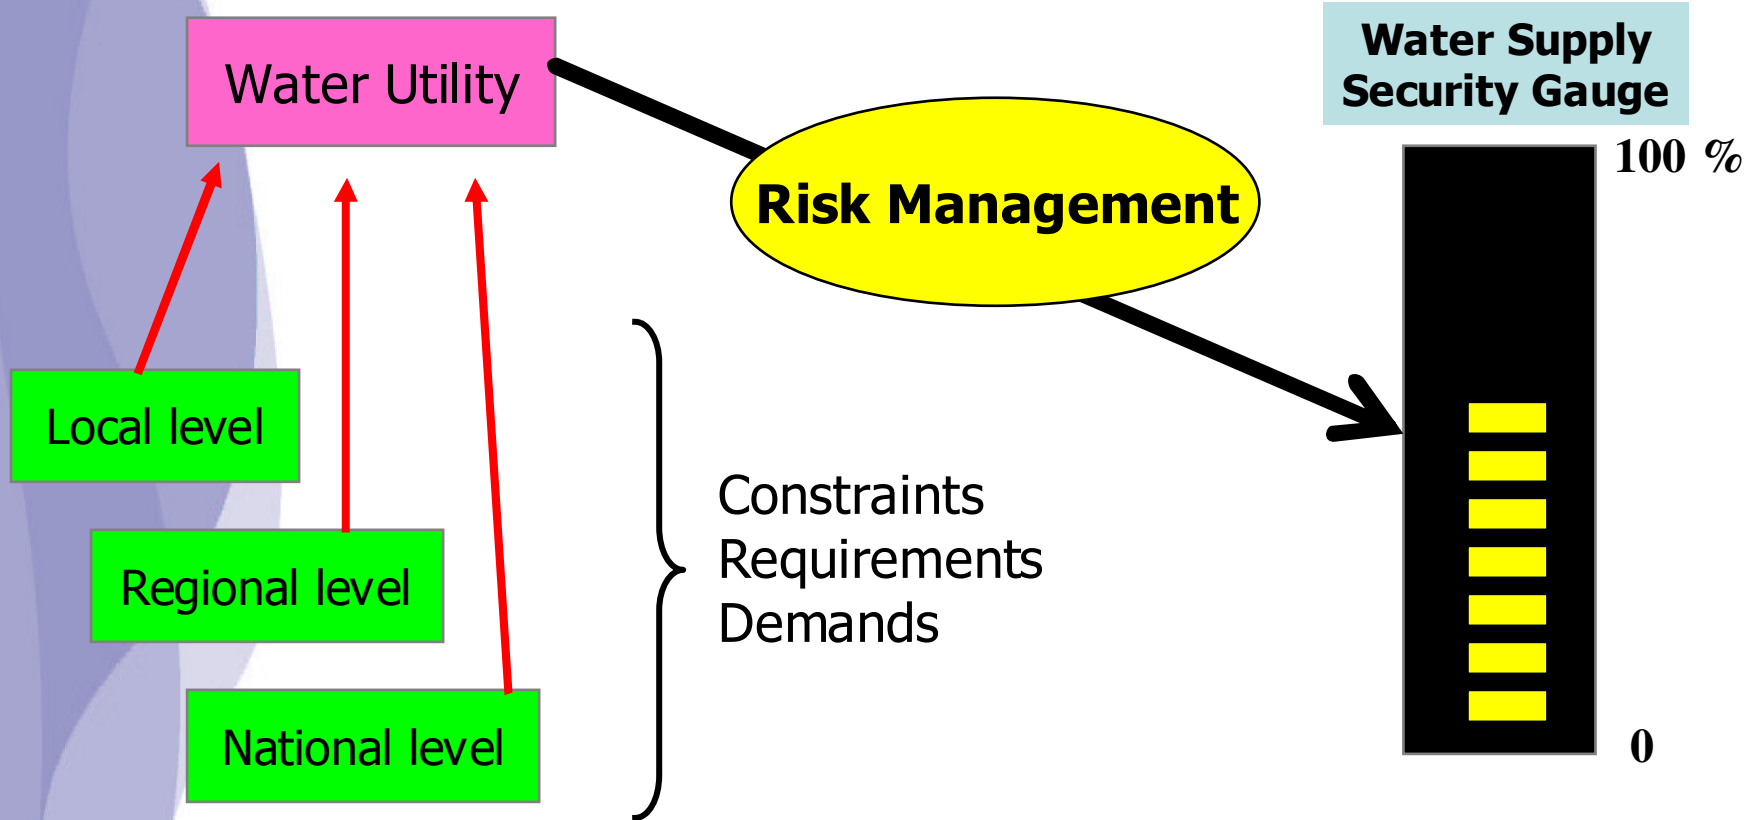 Water Utility
Risk Management
Water Supply
Security Gauge
100 %
Local level
Regional level
National level
Constraints
Requirements
Demands
0